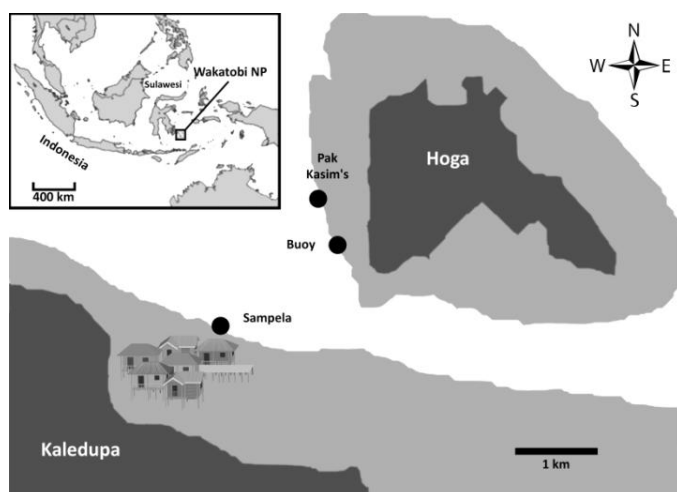 Wakatobi NP
Sulawesi
Indonesia
400 km
N
W E
S
Pak
Kasim's
Hoga
Buoy
Sampela
Kaledupa
1 km